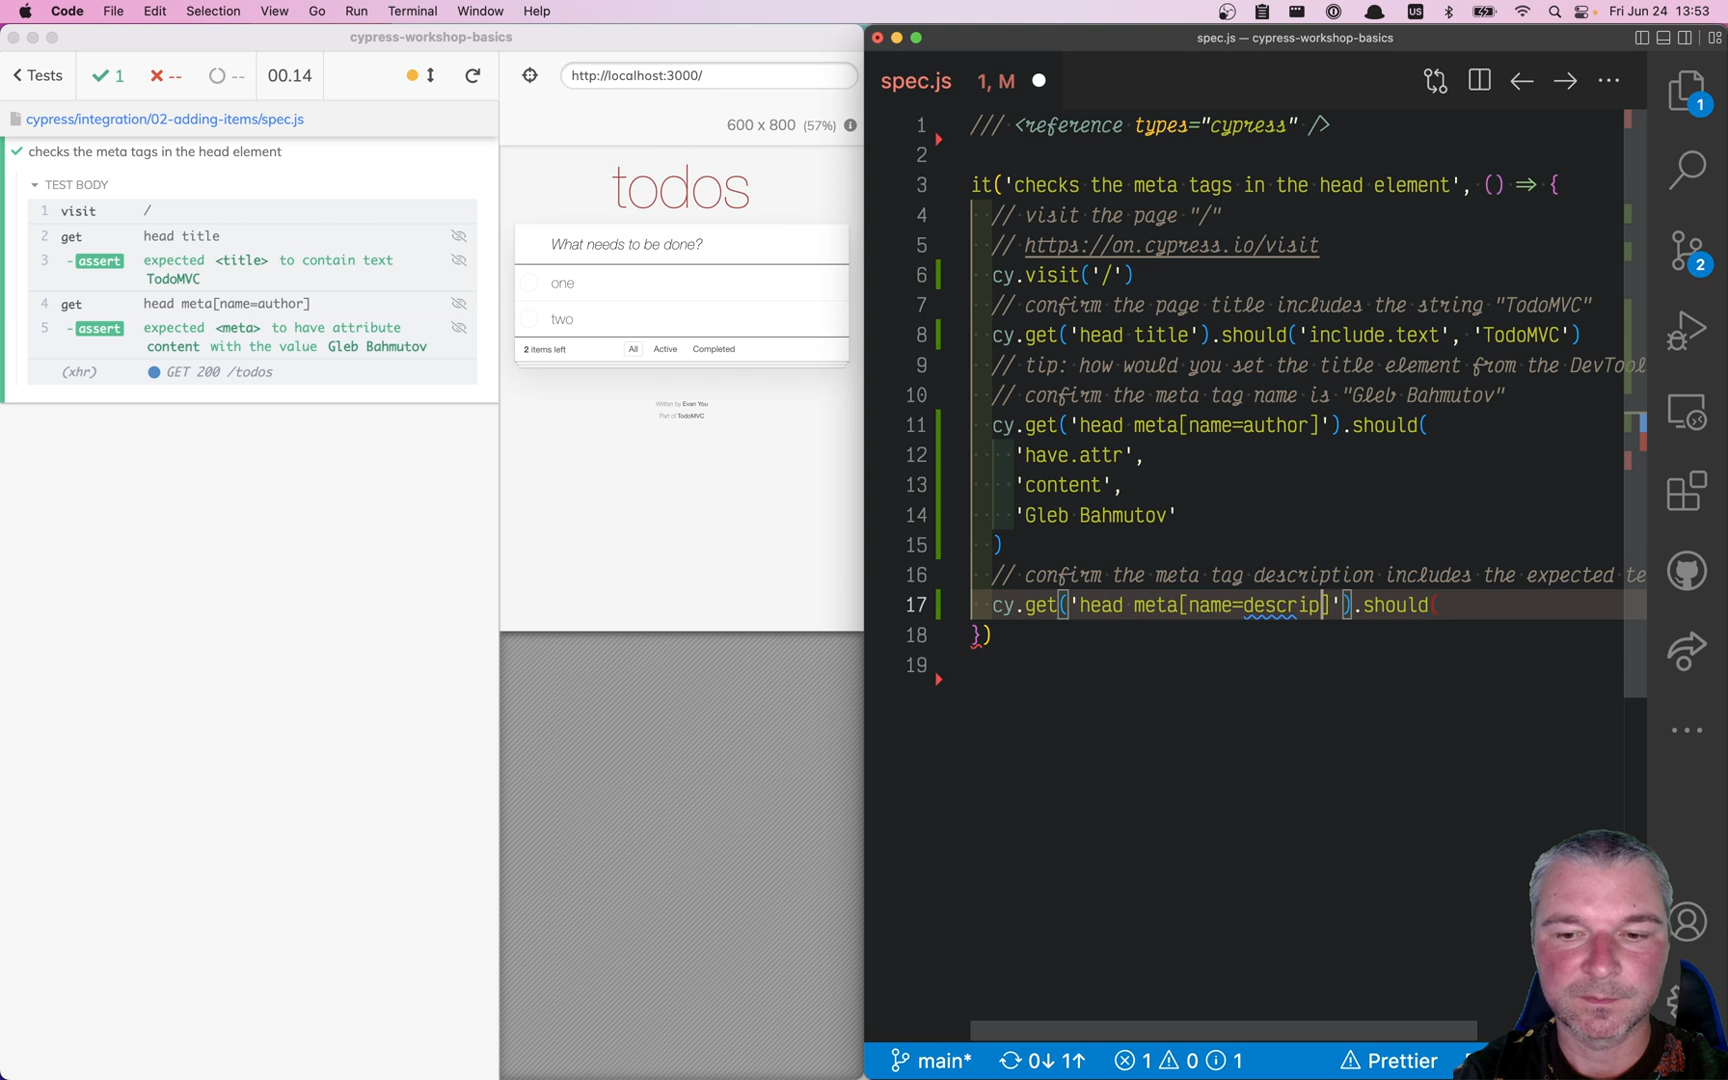 Code File Edit Selection View Go Run Terminal Window Help
US Fri Jun 24 13:53
cypress-workshop-basics
Tests 1 -- -- 00.14
http://localhost:3000/
cypress/integration/02-adding-items/spec.js
600 x 800 (57%)
checks the meta tags in the head element
TEST BODY
1 visit /
2 get head title
3 -assert expected <title> to contain text
TodoMVC
4 get head meta[name=author]
5 -assert expected <meta> to have attribute
content with the value Gleb Bahmutov
(xhr) GET 200 /todos
todos
What needs to be done?
one
two
2 items left All Active Completed
Written by Evan You
Part of TodoMVC
spec.js — cypress-workshop-basics
spec.js 1, M
1 /// <reference types="cypress" />
2
3 it('checks the meta tags in the head element', () => {
4 // visit the page "/"
5 // https://on.cypress.io/visit
6 cy.visit('/')
7 // confirm the page title includes the string "TodoMVC"
8 cy.get('head title').should('include.text', 'TodoMVC')
9 // tip: how would you set the title element from the DevTool
10 // confirm the meta tag name is "Gleb Bahmutov"
11 cy.get('head meta[name=author]').should(
12 'have.attr',
13 'content',
14 'Gleb Bahmutov'
15 )
16 // confirm the meta tag description includes the expected te
17 cy.get('head meta[name=descrip]').should(
18 })
19
1
2
main* 0↓ 1↑ 1 0 1 Prettier